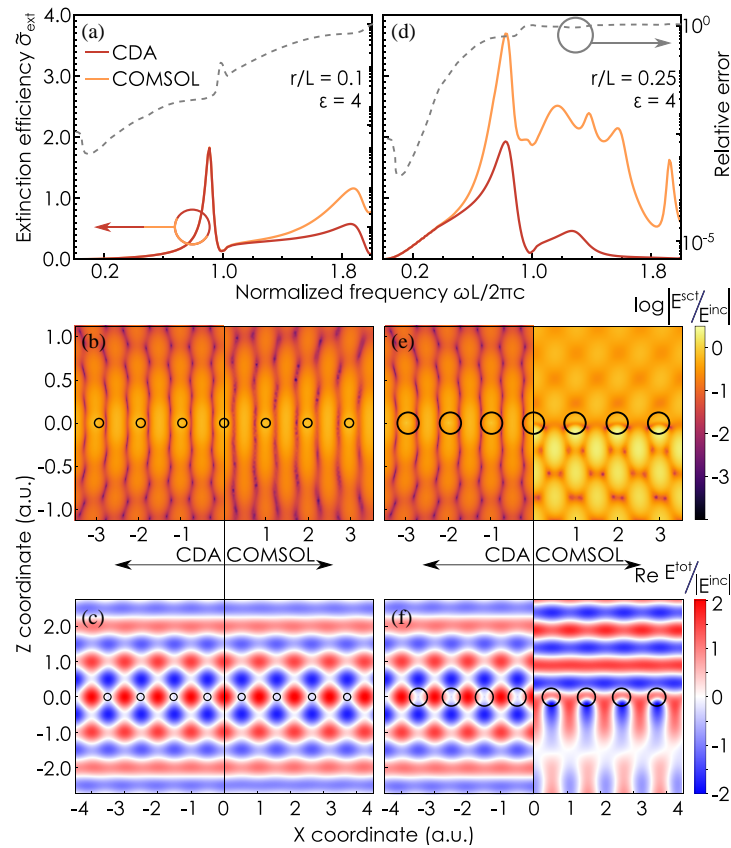 Extinction efficiency σ̃ext
4.0
3.0
2.0
1.0
0.0
(a)
CDA
COMSOL
r/L = 0.1
ε = 4
0.2
1.0
1.8
(d)
r/L = 0.25
ε = 4
0.2
1.0
1.8
10⁰
10⁻⁵
Relative error
Normalized frequency ωL/2πc
log |Eˢᶜᵗ/Eⁱⁿᶜ|
(b)
1.0
0.5
0.0
-0.5
-1.0
-3 -2 -1 0 1 2 3
(e)
-3 -2 -1 0 1 2 3
0
-1
-2
-3
CDA COMSOL
CDA COMSOL
Z coordinate (a.u.)
Re Eᵗᵒᵗ/|Eⁱⁿᶜ|
(c)
2.0
1.0
0.0
-1.0
-2.0
-4 -3 -2 -1 0 1 2 3 4
(f)
-4 -3 -2 -1 0 1 2 3 4
2
1
0
-1
-2
X coordinate (a.u.)